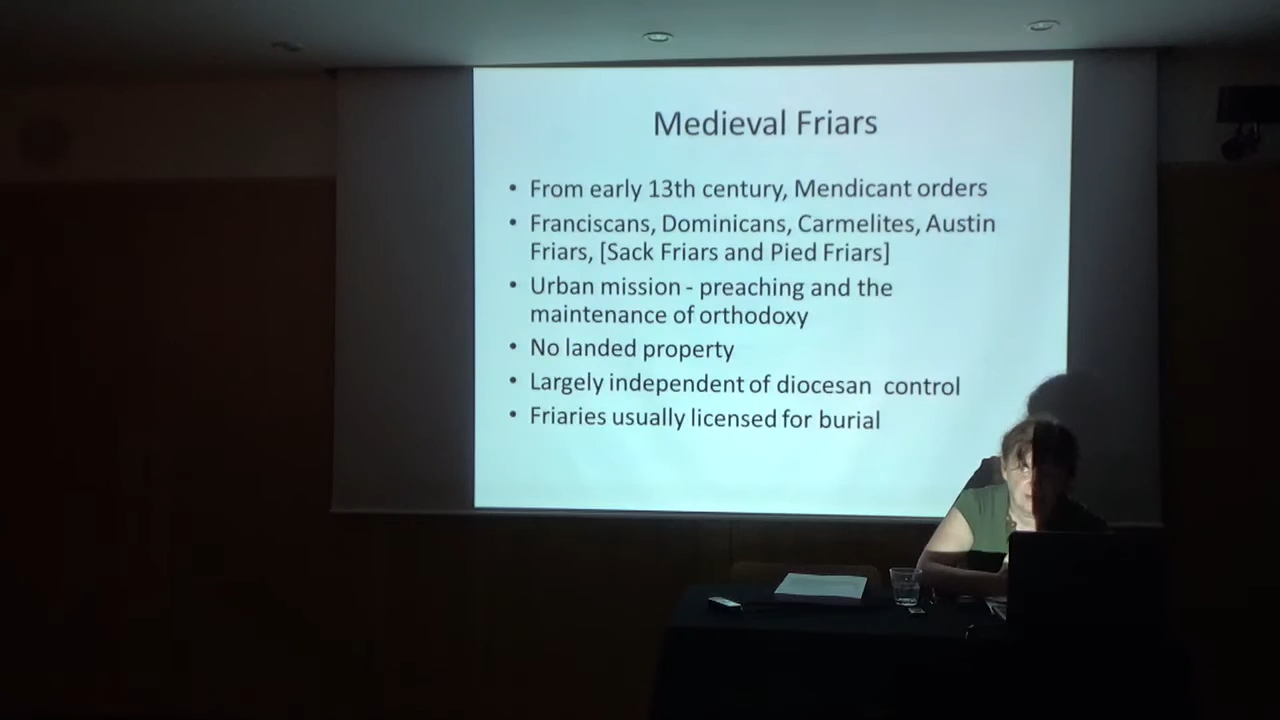 Medieval Friars
• From early 13th century, Mendicant orders
• Franciscans, Dominicans, Carmelites, Austin
Friars, [Sack Friars and Pied Friars]
• Urban mission - preaching and the
maintenance of orthodoxy
• No landed property
• Largely independent of diocesan control
• Friaries usually licensed for burial